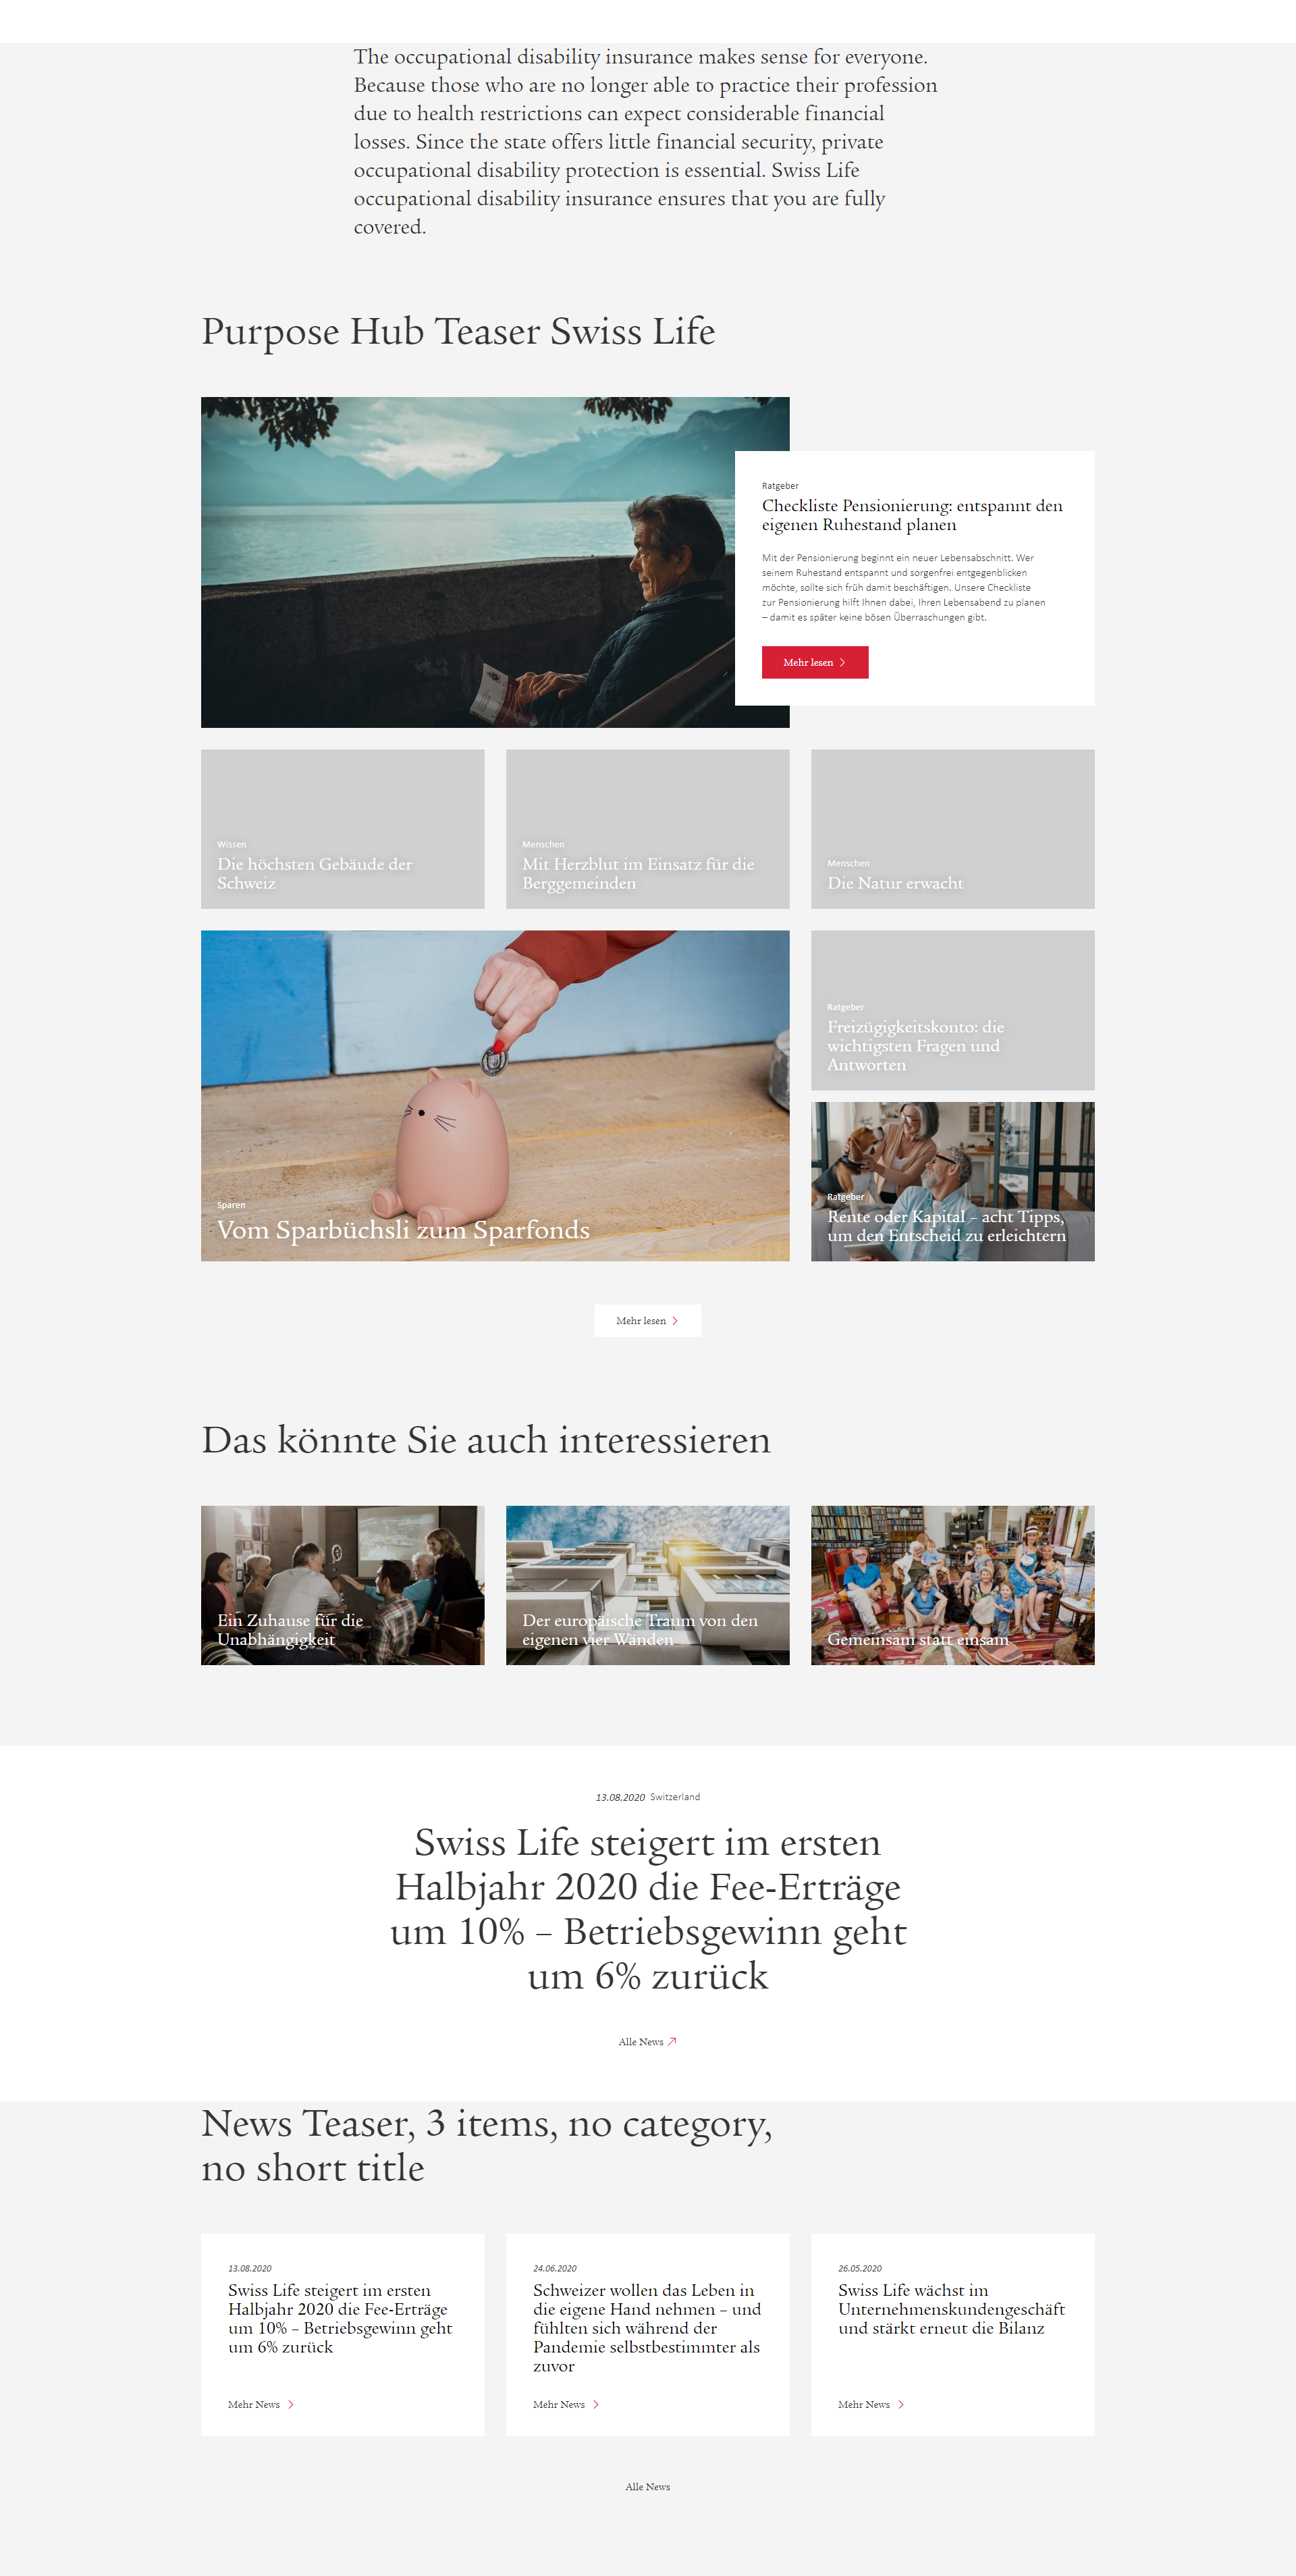 The occupational disability insurance makes sense for everyone.
Because those who are no longer able to practice their profession
due to health restrictions can expect considerable financial
losses. Since the state offers little financial security, private
occupational disability protection is essential. Swiss Life
occupational disability insurance ensures that you are fully
covered.
Purpose Hub Teaser Swiss Life
Ratgeber
Checkliste Pensionierung: entspannt den
eigenen Ruhestand planen
Mit der Pensionierung beginnt ein neuer Lebensabschnitt. Wer
seinem Ruhestand entspannt und sorgenfrei entgegenblicken
möchte, sollte sich früh damit beschäftigen. Unsere Checkliste
zur Pensionierung hilft Ihnen dabei, Ihren Lebensabend zu planen
– damit es später keine bösen Überraschungen gibt.
Mehr lesen
Wissen
Die höchsten Gebäude der
Schweiz
Menschen
Mit Herzblut im Einsatz für die
Berggemeinden
Menschen
Die Natur erwacht
Sparen
Vom Sparbüchsli zum Sparfonds
Ratgeber
Freizügigkeitskonto: die
wichtigsten Fragen und
Antworten
Ratgeber
Rente oder Kapital – acht Tipps,
um den Entscheid zu erleichtern
Mehr lesen
Das könnte Sie auch interessieren
Ein Zuhause für die
Unabhängigkeit
Der europäische Traum von den
eigenen vier Wänden
Gemeinsam statt einsam
13.08.2020 Switzerland
Swiss Life steigert im ersten
Halbjahr 2020 die Fee-Erträge
um 10% – Betriebsgewinn geht
um 6% zurück
Alle News
News Teaser, 3 items, no category,
no short title
13.08.2020
Swiss Life steigert im ersten
Halbjahr 2020 die Fee-Erträge
um 10% – Betriebsgewinn geht
um 6% zurück
Mehr News
24.06.2020
Schweizer wollen das Leben in
die eigene Hand nehmen – und
fühlten sich während der
Pandemie selbstbestimmter als
zuvor
Mehr News
26.05.2020
Swiss Life wächst im
Unternehmenskundengeschäft
und stärkt erneut die Bilanz
Mehr News
Alle News